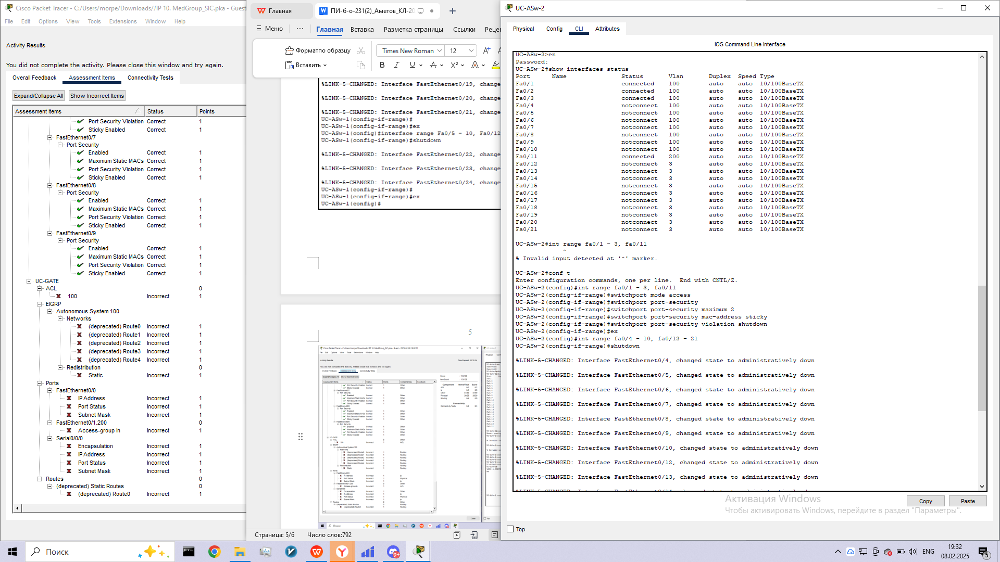 Cisco Packet Tracer - C:/Users/morpe/Downloads/ЛР 10. MedGroup_SIC.pka - Guest
File Edit Options View Tools Extensions Window Help
Activity Results
You did not complete the activity. Please close this window and try again.
Overall Feedback Assessment Items Connectivity Tests
Expand/Collapse All Show Incorrect Items
Assessment Items Status Points
Port Security Violation Correct 1
Sticky Enabled Correct 1
FastEthernet0/7
Port Security
Enabled Correct 1
Maximum Static MACs Correct 1
Port Security Violation Correct 1
Sticky Enabled Correct 1
FastEthernet0/8
Port Security
Enabled Correct 1
Maximum Static MACs Correct 1
Port Security Violation Correct 1
Sticky Enabled Correct 1
FastEthernet0/9
Port Security
Enabled Correct 1
Maximum Static MACs Correct 1
Port Security Violation Correct 1
Sticky Enabled Correct 1
UC-GATE
ACL 0
100 Incorrect 1
EIGRP
Autonomous System 100
Networks
(deprecated) Route0 Incorrect 1
(deprecated) Route1 Incorrect 1
(deprecated) Route2 Incorrect 1
(deprecated) Route3 Incorrect 1
(deprecated) Route4 Incorrect 1
Redistribution 0
Static Incorrect 1
Ports
FastEthernet0/0
IP Address Incorrect 1
Port Status Incorrect 1
Subnet Mask Incorrect 1
FastEthernet0/1.200
Access-group In Incorrect 1
Serial0/0/0
Encapsulation Incorrect 1
IP Address Incorrect 1
Port Status Incorrect 1
Subnet Mask Incorrect 1
Routes 0
(deprecated) Static Routes 0
(deprecated) Route0 Incorrect 1
Главная ПИ-6-о-231(2)_Аметов_КЛ-20
Меню ··· Главная Вставка Разметка страницы Ссылки
Формат по образцу Times New Roman 12
Вставить
%LINK-5-CHANGED: Interface FastEthernet0/19, change
%LINK-5-CHANGED: Interface FastEthernet0/20, change
%LINK-5-CHANGED: Interface FastEthernet0/21, change
UC-ASw-1(config-if-range)#
UC-ASw-1(config-if-range)#ex
UC-ASw-1(config)#interface range Fa0/5 - 10, Fa0/12
UC-ASw-1(config-if-range)#shutdown
%LINK-5-CHANGED: Interface FastEthernet0/22, change
%LINK-5-CHANGED: Interface FastEthernet0/23, change
%LINK-5-CHANGED: Interface FastEthernet0/24, change
UC-ASw-1(config-if-range)#
UC-ASw-1(config-if-range)#ex
UC-ASw-1(config)#
5
Страница: 5/6 Число слов:792
UC-ASw-2
Physical Config CLI Attributes
IOS Command Line Interface
UC-ASw-2>en
Password:
UC-ASw-2#show interfaces status
Port Name Status Vlan Duplex Speed Type
Fa0/1 connected 100 auto auto 10/100BaseTX
Fa0/2 connected 100 auto auto 10/100BaseTX
Fa0/3 connected 100 auto auto 10/100BaseTX
Fa0/4 notconnect 100 auto auto 10/100BaseTX
Fa0/5 notconnect 100 auto auto 10/100BaseTX
Fa0/6 notconnect 100 auto auto 10/100BaseTX
Fa0/7 notconnect 100 auto auto 10/100BaseTX
Fa0/8 notconnect 100 auto auto 10/100BaseTX
Fa0/9 notconnect 100 auto auto 10/100BaseTX
Fa0/10 notconnect 100 auto auto 10/100BaseTX
Fa0/11 connected 200 auto auto 10/100BaseTX
Fa0/12 notconnect 3 auto auto 10/100BaseTX
Fa0/13 notconnect 3 auto auto 10/100BaseTX
Fa0/14 notconnect 3 auto auto 10/100BaseTX
Fa0/15 notconnect 3 auto auto 10/100BaseTX
Fa0/16 notconnect 3 auto auto 10/100BaseTX
Fa0/17 notconnect 3 auto auto 10/100BaseTX
Fa0/18 notconnect 3 auto auto 10/100BaseTX
Fa0/19 notconnect 3 auto auto 10/100BaseTX
Fa0/20 notconnect 3 auto auto 10/100BaseTX
Fa0/21 notconnect 3 auto auto 10/100BaseTX
UC-ASw-2#int range fa0/1 - 3, fa0/11
^
% Invalid input detected at '^' marker.
UC-ASw-2#conf t
Enter configuration commands, one per line. End with CNTL/Z.
UC-ASw-2(config)#int range fa0/1 - 3, fa0/11
UC-ASw-2(config-if-range)#switchport mode access
UC-ASw-2(config-if-range)#switchport port-security
UC-ASw-2(config-if-range)#switchport port-security maximum 2
UC-ASw-2(config-if-range)#switchport port-security mac-address sticky
UC-ASw-2(config-if-range)#switchport port-security violation shutdown
UC-ASw-2(config-if-range)#ex
UC-ASw-2(config)#int range fa0/4 - 10, fa0/12 - 21
UC-ASw-2(config-if-range)#shutdown
%LINK-5-CHANGED: Interface FastEthernet0/4, changed state to administratively down
%LINK-5-CHANGED: Interface FastEthernet0/5, changed state to administratively down
%LINK-5-CHANGED: Interface FastEthernet0/6, changed state to administratively down
%LINK-5-CHANGED: Interface FastEthernet0/7, changed state to administratively down
%LINK-5-CHANGED: Interface FastEthernet0/8, changed state to administratively down
%LINK-5-CHANGED: Interface FastEthernet0/9, changed state to administratively down
%LINK-5-CHANGED: Interface FastEthernet0/10, changed state to administratively down
%LINK-5-CHANGED: Interface FastEthernet0/12, changed state to administratively down
%LINK-5-CHANGED: Interface FastEthernet0/13, changed state to administratively down
Copy Paste
Активация Windows
Чтобы активировать Windows, перейдите в раздел "Параметры".
Top
Поиск 9+ ENG 19:32
08.02.2025 5